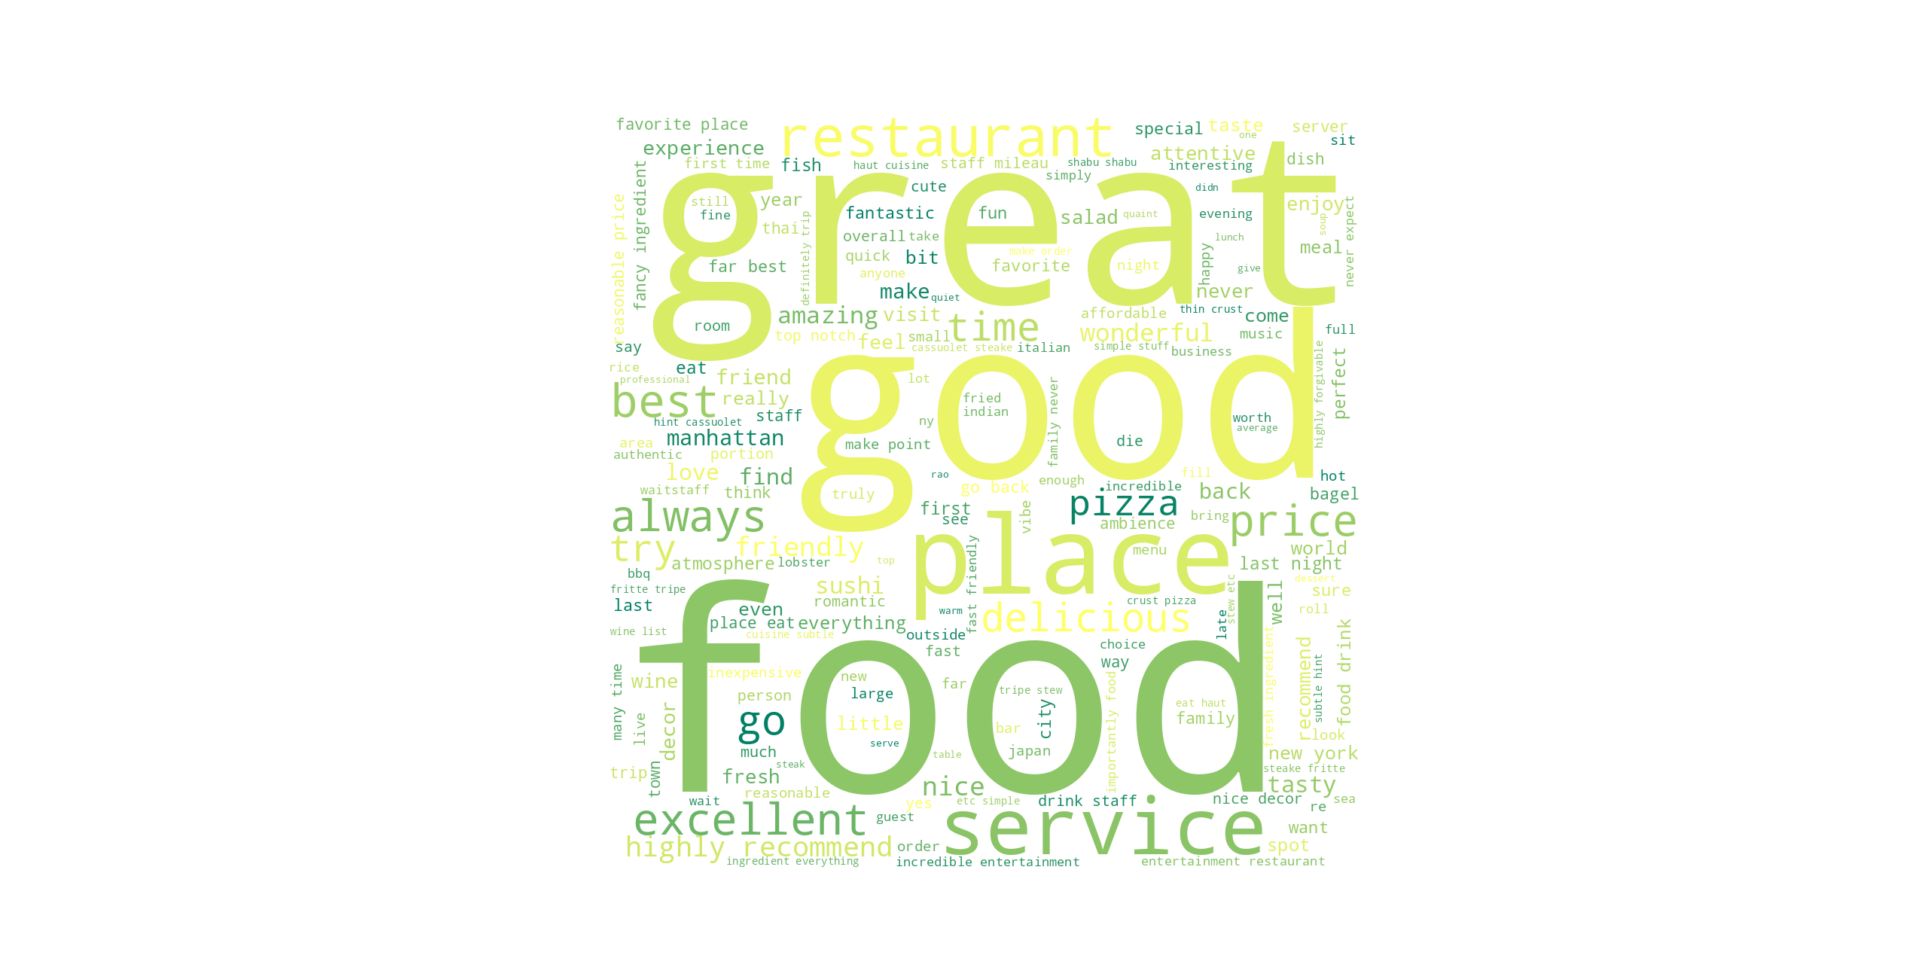 favorite place
restaurant
special
taste
server
one
sit
experience
first time
fish
haut cuisine
staff mileau
shabu shabu
attentive
interesting
dish
great
simply
cute
didn
still
fine
year
fantastic
fun
salad
quaint
evening
enjoy
soup
reasonable price
fancy ingredient
thai
definitely trip
overall
take
lunch
meal
never expect
far best
quick
bit
make order
favorite
night
happy
give
anyone
make
quiet
never
room
amazing
visit
time
affordable
thin crust
come
say
top notch
feel
small
wonderful
music
full
cassuolet steake
italian
simple stuff
business
rice
eat
professional
friend
good
lot
highly forgivable
perfect
best
really
fried
indian
staff
hint cassuolet
ny
family never
worth
average
manhattan
area
authentic
portion
make point
die
love
find
rao
fill
hot
waitstaff
think
truly
go back
enough
incredible
back
bagel
always
first
see
vibe
pizza
ambience
bring
price
try
friendly
menu
world
atmosphere
lobster
top
place
last night
bbq
fritte tripe
sushi
fast friendly
stew etc
dessert
well
sure
last
even
romantic
warm
delicious
crust pizza
late
roll
wine list
place eat
everything
cuisine subtle
outside
fast
choice
way
food
many time
wine
inexpensive
new
far
tripe stew
importantly food
eat haut
fresh ingrodient
recommend
subtle hint
food drink
person
large
family
live
decor
go
little
bar
city
look
serve
much
table
japan
new york
trip
town
steak
fresh
nice
steake fritte
tasty
reasonable
wait
yes
etc simple
drink staff
nice decor
re
sea
excellent
guest
service
want
highly recommend
order
spot
ingredient everything
incredible entertainment
entertainment restaurant